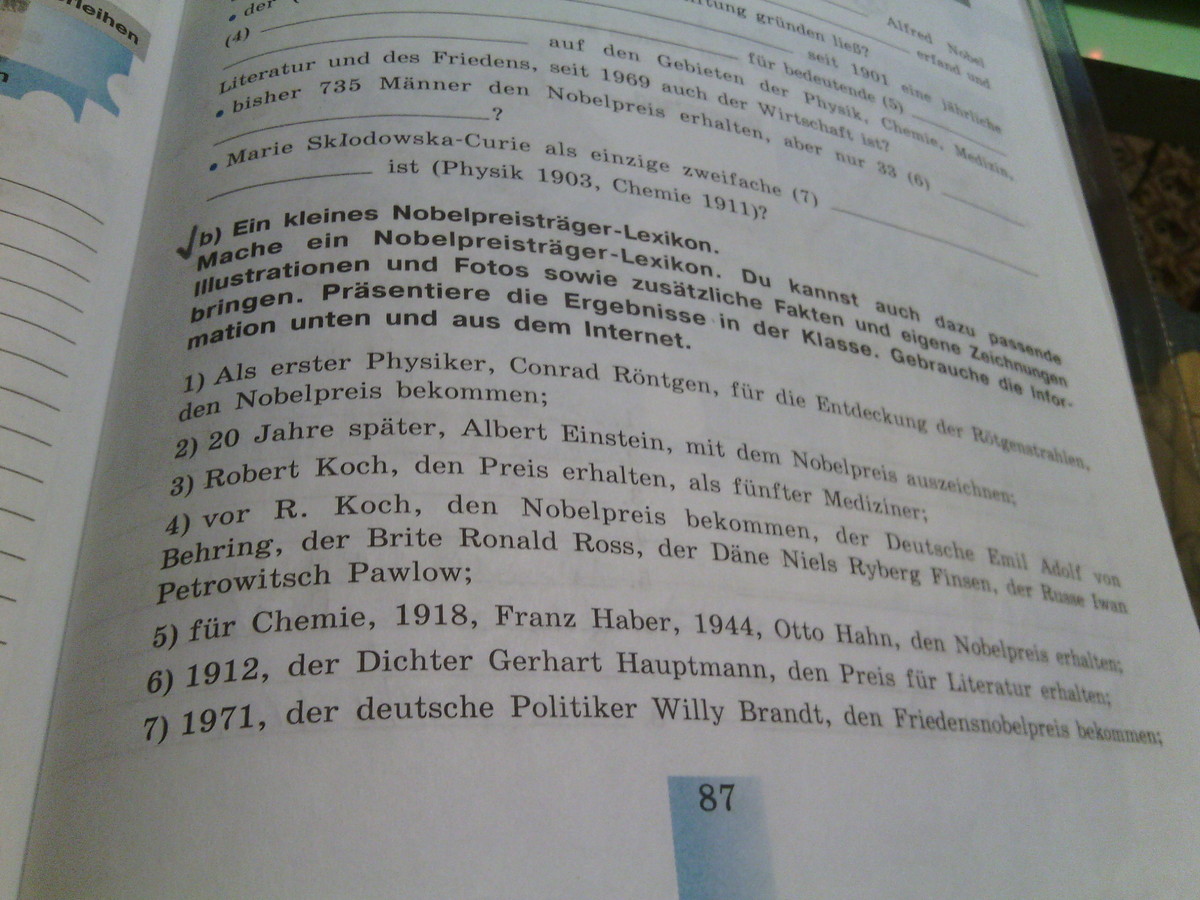 rleihen
n
• der (
ftung gründen ließ?
Alfred Nobel
erfand und
(4)
seit 1901 eine jährliche
auf den Gebieten der Physik, Chemie, Medizin,
für bedeutende (5)
Literatur und des Friedens, seit 1969 auch der Wirtschaft ist?
• bisher 735 Männer den Nobelpreis erhalten, aber nur 33 (6)
?
• Marie Skłodowska-Curie als einzige zweifache (7)
ist (Physik 1903, Chemie 1911)?
b) Ein kleines Nobelpreisträger-Lexikon.
Mache ein Nobelpreisträger-Lexikon. Du kannst auch dazu passende
Illustrationen und Fotos sowie zusätzliche Fakten und eigene Zeichnungen
bringen. Präsentiere die Ergebnisse in der Klasse. Gebrauche die Infor-
mation unten und aus dem Internet.
1) Als erster Physiker, Conrad Röntgen, für die Entdeckung der Rötgenstrahlen,
den Nobelpreis bekommen;
2) 20 Jahre später, Albert Einstein, mit dem Nobelpreis auszeichnen;
3) Robert Koch, den Preis erhalten, als fünfter Mediziner;
4) vor R. Koch, den Nobelpreis bekommen, der Deutsche Emil Adolf von
Behring, der Brite Ronald Ross, der Däne Niels Ryberg Finsen, der Russe Iwan
Petrowitsch Pawlow;
5) für Chemie, 1918, Franz Haber, 1944, Otto Hahn, den Nobelpreis erhalten;
6) 1912, der Dichter Gerhart Hauptmann, den Preis für Literatur erhalten;
7) 1971, der deutsche Politiker Willy Brandt, den Friedensnobelpreis bekommen;
87